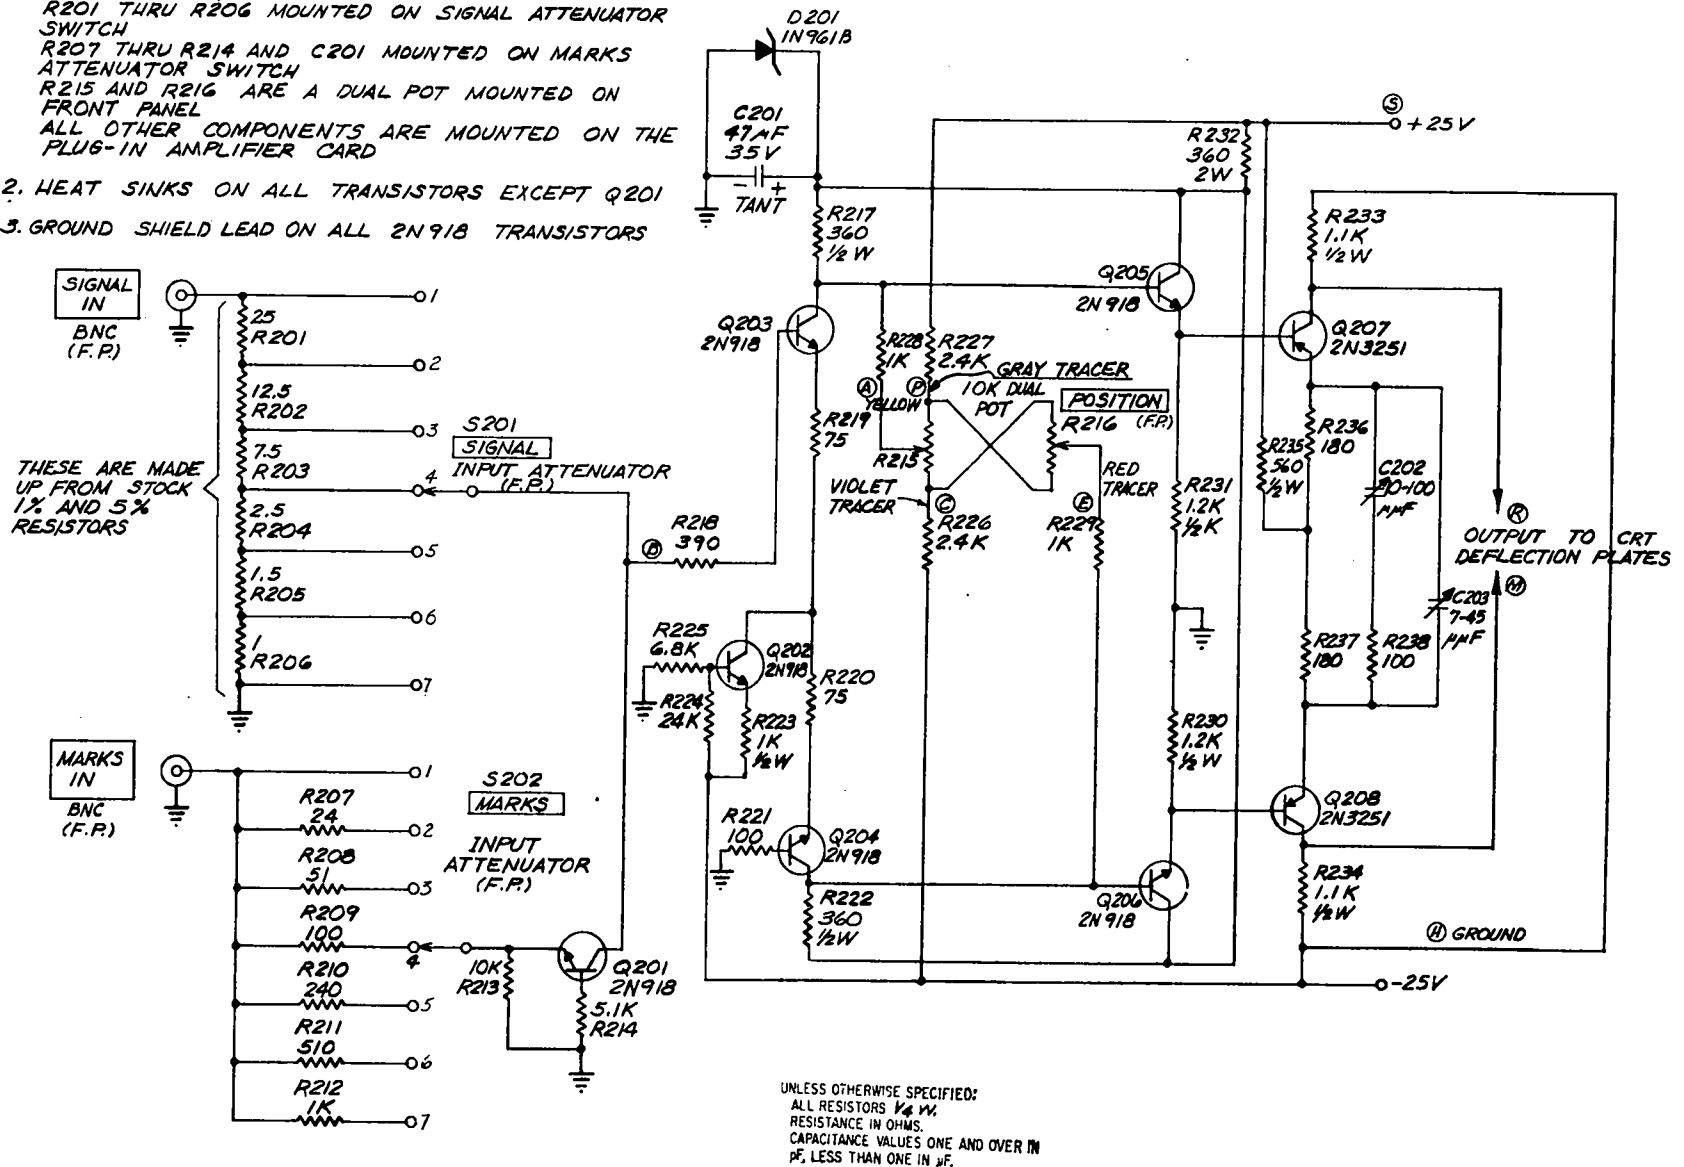 R201 THRU R206 MOUNTED ON SIGNAL ATTENUATOR
SWITCH
R207 THRU R214 AND C201 MOUNTED ON MARKS
ATTENUATOR SWITCH
R215 AND R216 ARE A DUAL POT MOUNTED ON
FRONT PANEL
ALL OTHER COMPONENTS ARE MOUNTED ON THE
PLUG-IN AMPLIFIER CARD
2. HEAT SINKS ON ALL TRANSISTORS EXCEPT Q201
3. GROUND SHIELD LEAD ON ALL 2N918 TRANSISTORS
D201
1N961B
C201
47µF
35V
- +
TANT
S
+25V
R232
360
2W
R217
360
1/2 W
R233
1.1K
1/2 W
SIGNAL
IN
BNC
(F.P.)
1
25
R201
2
12.5
R202
3
7.5
R203
4
2.5
R204
5
1.5
R205
6
1
R206
7
THESE ARE MADE
UP FROM STOCK
1% AND 5%
RESISTORS
S201
SIGNAL
INPUT ATTENUATOR
(F.P.)
Q203
2N918
Q205
2N918
Q207
2N3251
R228
1K
R227
2.4K
A
YELLOW
P
GRAY TRACER
10K DUAL
POT
POSITION
(F.P.)
R216
R219
75
R215
VIOLET
TRACER
C
RED
TRACER
E
R226
2.4K
R229
1K
R231
1.2K
1/2 K
R235
560
1/2 W
R236
180
C202
10-100
µµF
R
OUTPUT TO CRT
DEFLECTION PLATES
M
C203
7-45
µµF
B
R218
390
R225
6.8K
Q202
2N918
R224
24K
R223
1K
1/2 W
R220
75
R237
180
R238
100
R230
1.2K
1/2 W
MARKS
IN
BNC
(F.P.)
1
R207
24
2
R208
51
3
R209
100
4
R210
240
5
R211
510
6
R212
1K
7
S202
MARKS
INPUT
ATTENUATOR
(F.P.)
10K
R213
Q201
2N918
5.1K
R214
R221
100
Q204
2N918
R222
360
1/2 W
Q206
2N918
Q208
2N3251
R234
1.1K
1/2 W
H GROUND
-25V
UNLESS OTHERWISE SPECIFIED:
ALL RESISTORS 1/4 W.
RESISTANCE IN OHMS.
CAPACITANCE VALUES ONE AND OVER IN
pF, LESS THAN ONE IN µF.